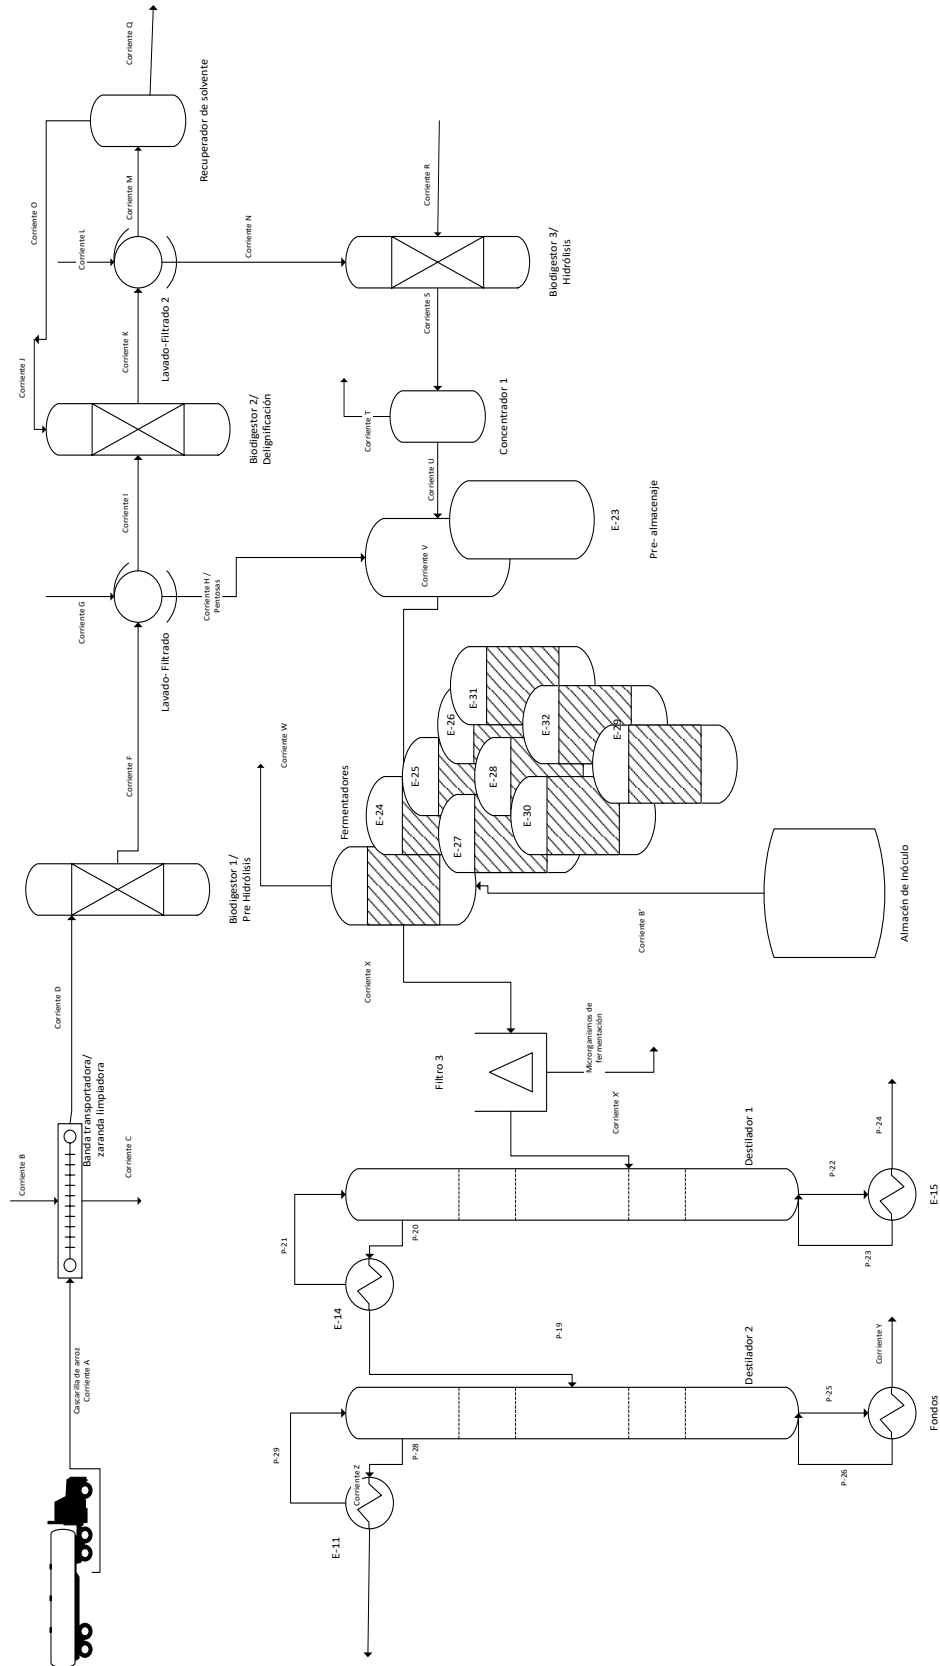 Cascarilla de arroz
Corriente A
Corriente B
Banda transportadora/
zaranda limpiadora
Corriente C
Corriente D
Biodigestor 1/
Pre Hidrólisis
Corriente F
Corriente G
Lavado- Filtrado
Corriente H /
Pentosas
Corriente I
Biodigestor 2/
Delignificación
Corriente J
Corriente K
Lavado-Filtrado 2
Corriente L
Corriente M
Corriente N
Corriente O
Recuperador de solvente
Corriente Q
Corriente R
Biodigestor 3/
Hidrólisis
Corriente S
Concentrador 1
Corriente T
Corriente U
Corriente V
E-23
Pre- almacenaje
Corriente W
Fermentadores
E-24
E-25
E-26
E-31
E-27
E-28
E-32
E-30
E-29
Corriente B'
Almacén de Inóculo
Corriente X
Filtro 3
Microrganismos de
fermentación
Corriente X'
Destilador 1
P-21
P-20
E-14
P-22
P-23
P-24
E-15
P-19
Destilador 2
P-29
P-28
Corriente Z
E-11
P-25
P-26
Corriente Y
Fondos